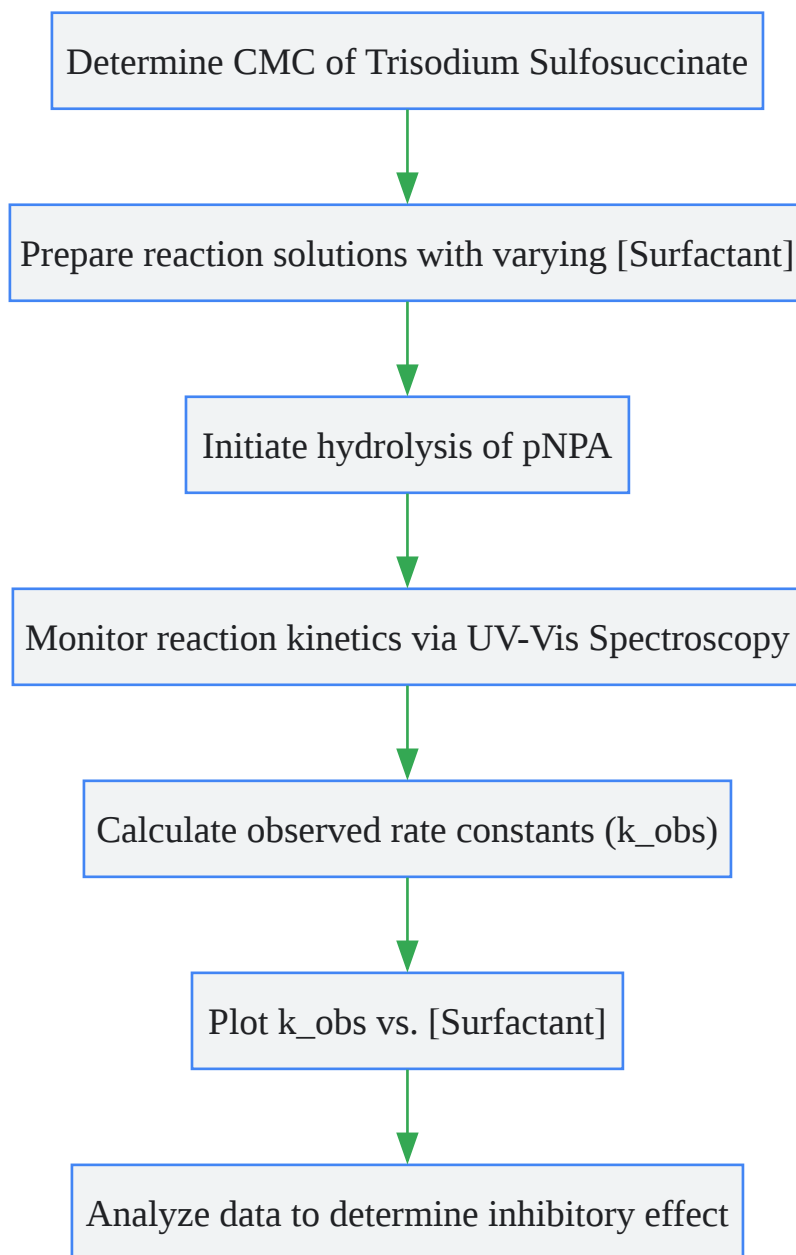 Determine CMC of Trisodium Sulfosuccinate
Prepare reaction solutions with varying [Surfactant]
Initiate hydrolysis of pNPA
Monitor reaction kinetics via UV-Vis Spectroscopy
Calculate observed rate constants (k_obs)
Plot k_obs vs. [Surfactant]
Analyze data to determine inhibitory effect